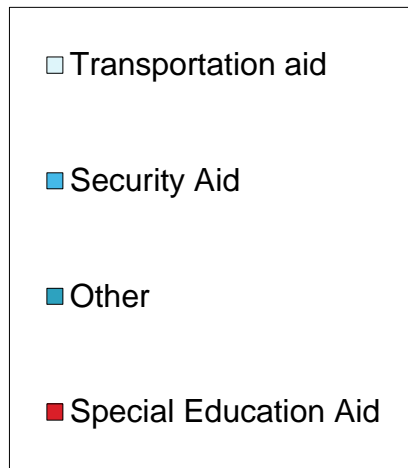 Transportation aid
Security Aid
Other
Special Education Aid